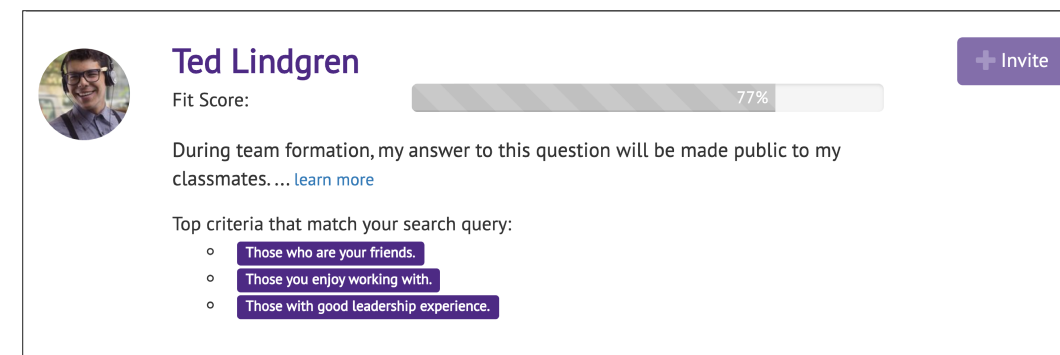 Ted Lindgren
Invite
Fit Score:
77%
During team formation, my answer to this question will be made public to my
classmates. ... learn more
Top criteria that match your search query:
Those who are your friends.
Those you enjoy working with.
Those with good leadership experience.